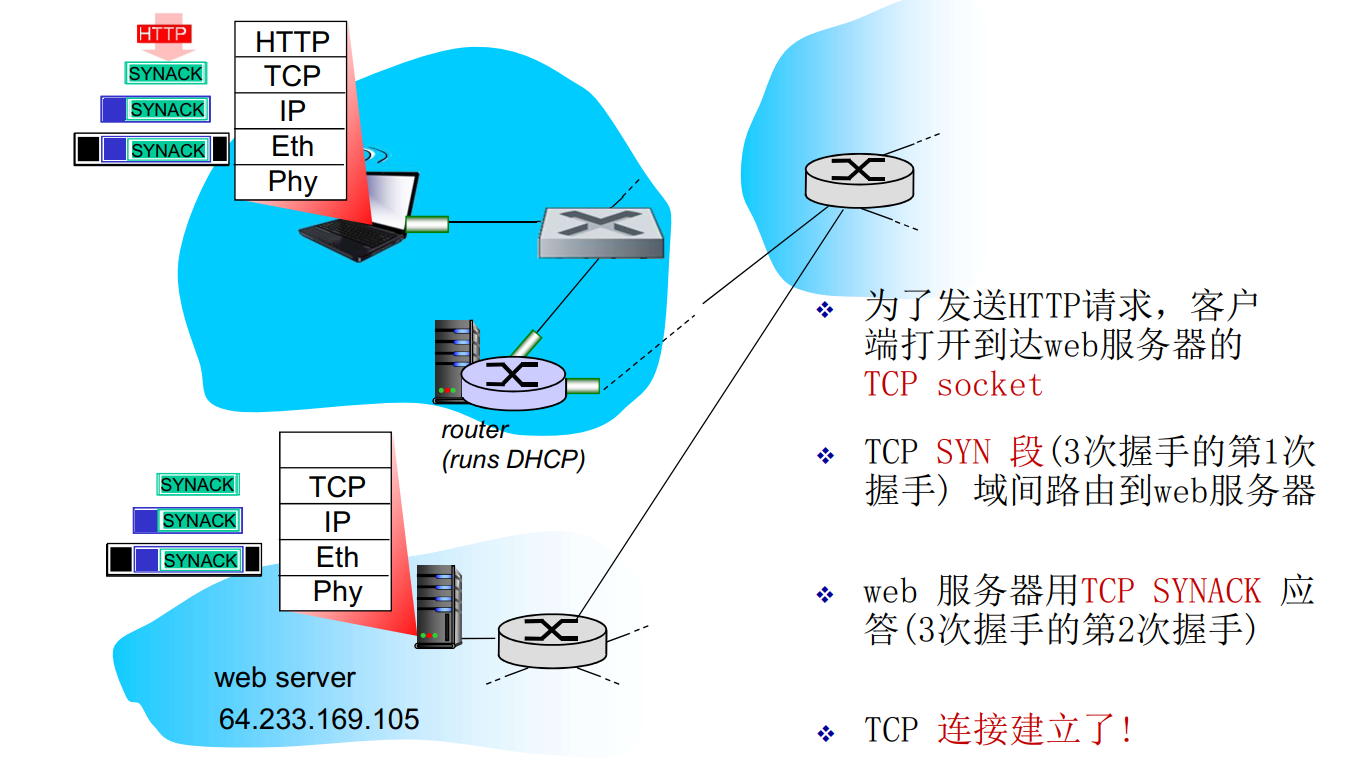 HTTP
SYNACK
SYNACK
SYNACK
HTTP
TCP
IP
Eth
Phy
router
(runs DHCP)
SYNACK
SYNACK
SYNACK
TCP
IP
Eth
Phy
web server
64.233.169.105
为了发送HTTP请求，客户
端打开到达web服务器的
TCP socket
TCP SYN 段(3次握手的第1次
握手) 域间路由到web服务器
web 服务器用TCP SYNACK 应
答(3次握手的第2次握手)
TCP 连接建立了!